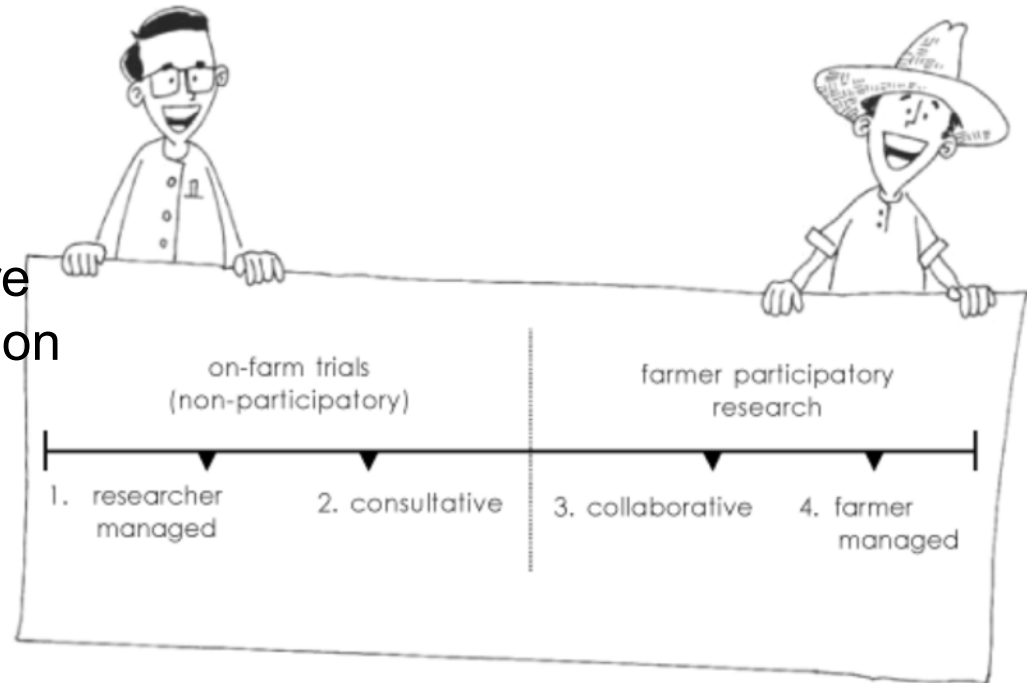 on-farm trials
(non-participatory)
farmer participatory
research
1. researcher
managed
2. consultative
3. collaborative
4. farmer
managed